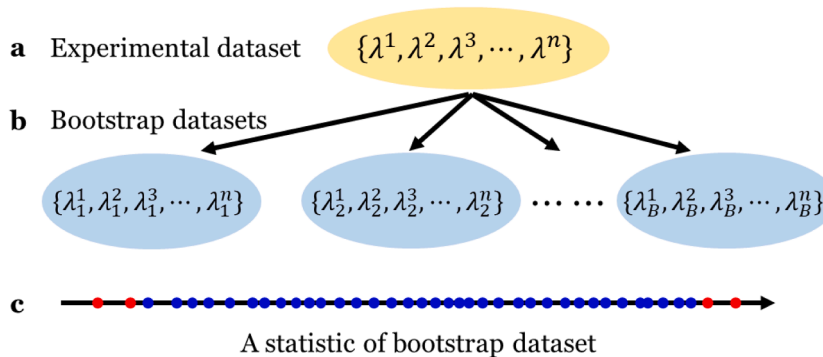 a Experimental dataset {λ¹, λ², λ³, ⋯, λⁿ}
b Bootstrap datasets
{λ₁¹, λ₁², λ₁³, ⋯, λ₁ⁿ} {λ₂¹, λ₂², λ₂³, ⋯, λ₂ⁿ} ⋯ ⋯ {λ_B¹, λ_B², λ_B³, ⋯, λ_Bⁿ}
c
A statistic of bootstrap dataset